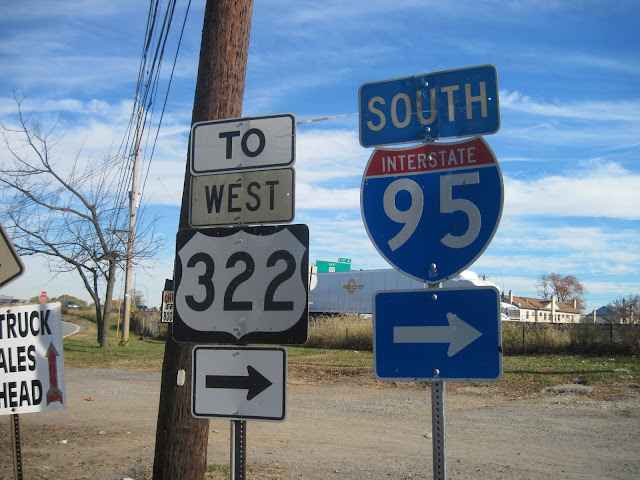 TO
WEST
322
SOUTH
INTERSTATE
95
TRUCK
ALES
HEAD